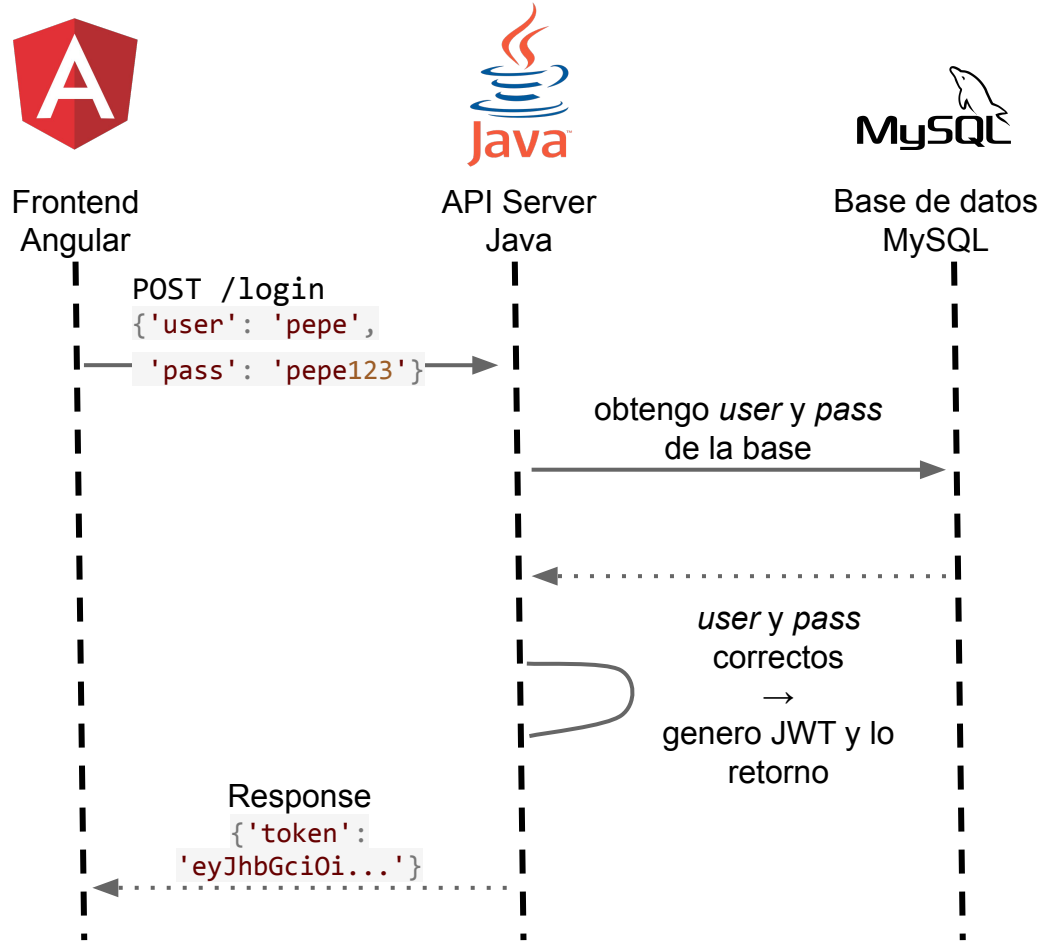 Java™
MySQL
Frontend
Angular
API Server
Java
Base de datos
MySQL
POST /login
{'user': 'pepe',
'pass': 'pepe123'}
obtengo user y pass
de la base
user y pass
correctos
→
genero JWT y lo
retorno
Response
{'token':
'eyJhbGciOi...'}